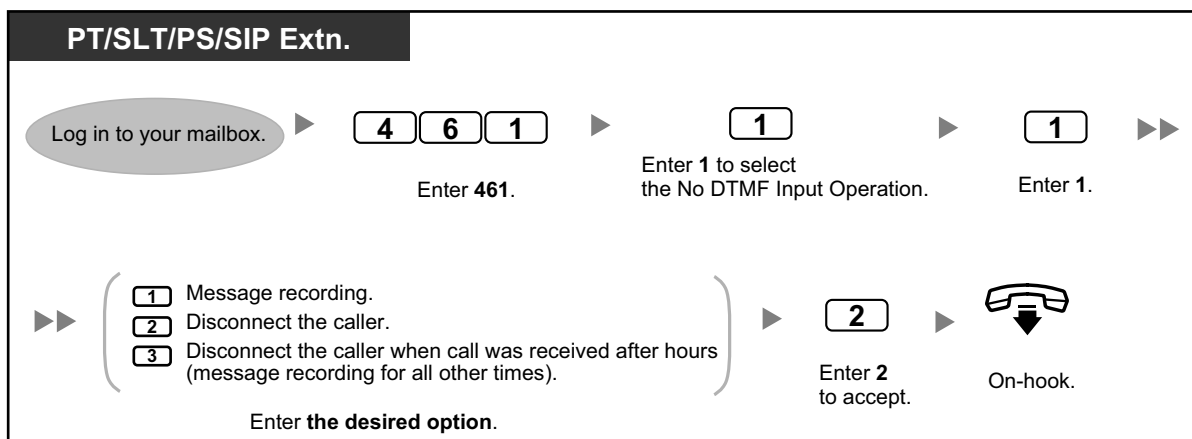 PT/SLT/PS/SIP Extn.
Log in to your mailbox.
4 6 1
Enter 461.
1
Enter 1 to select
the No DTMF Input Operation.
1
Enter 1.
1 Message recording.
2 Disconnect the caller.
3 Disconnect the caller when call was received after hours
(message recording for all other times).
Enter the desired option.
2
Enter 2
to accept.
On-hook.